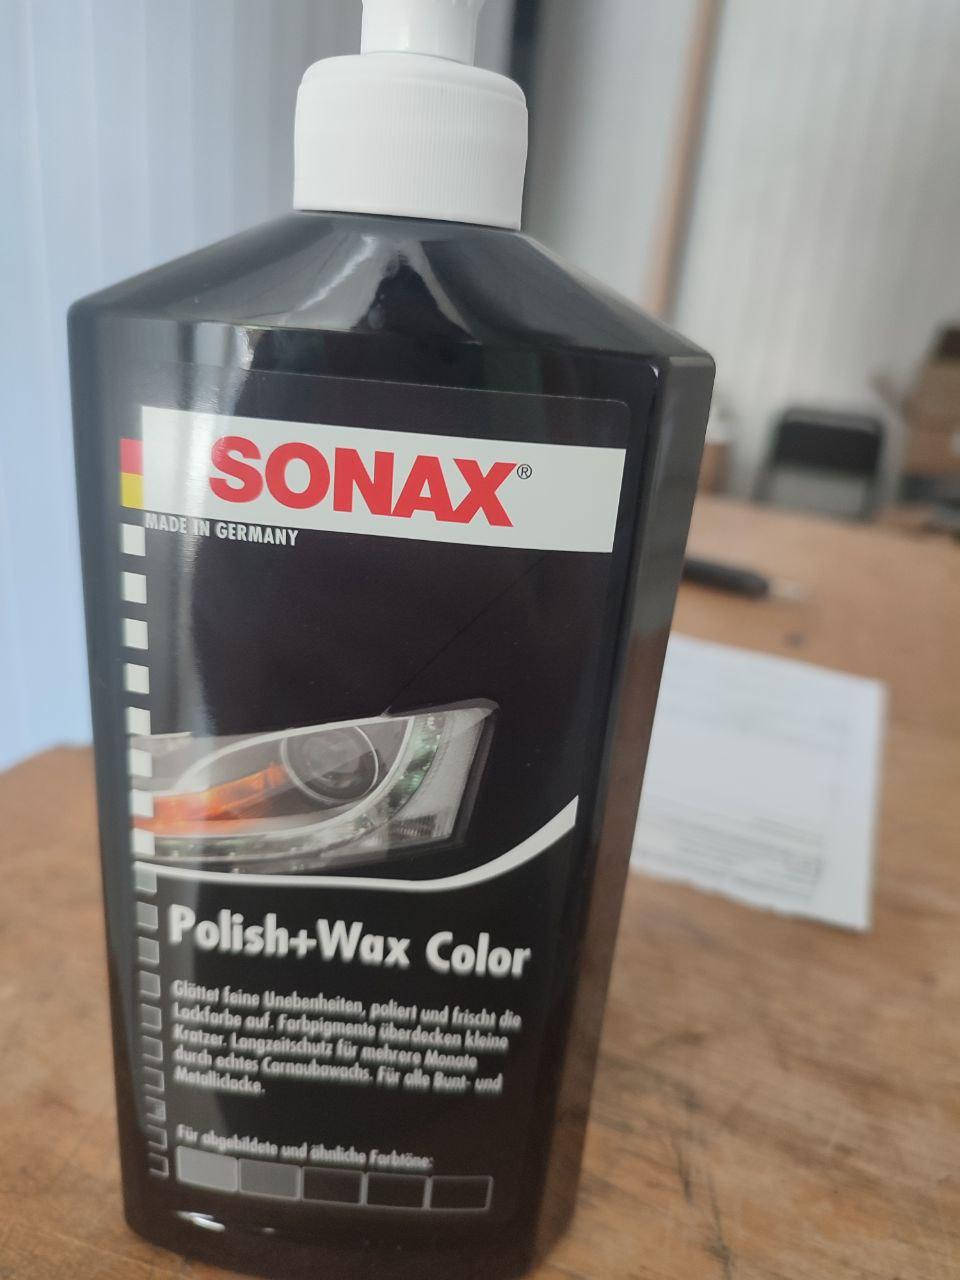 SONAX®
MADE IN GERMANY
Polish+Wax Color
Glättet feine Unebenheiten, poliert und frischt die
Lackfarbe auf. Farbpigmente überdecken kleine
Kratzer. Langzeitschutz für mehrere Monate
durch echtes Carnaubawachs. Für alle Bunt- und
Metalliclacke.
Für abgebildete und ähnliche Farbtöne: